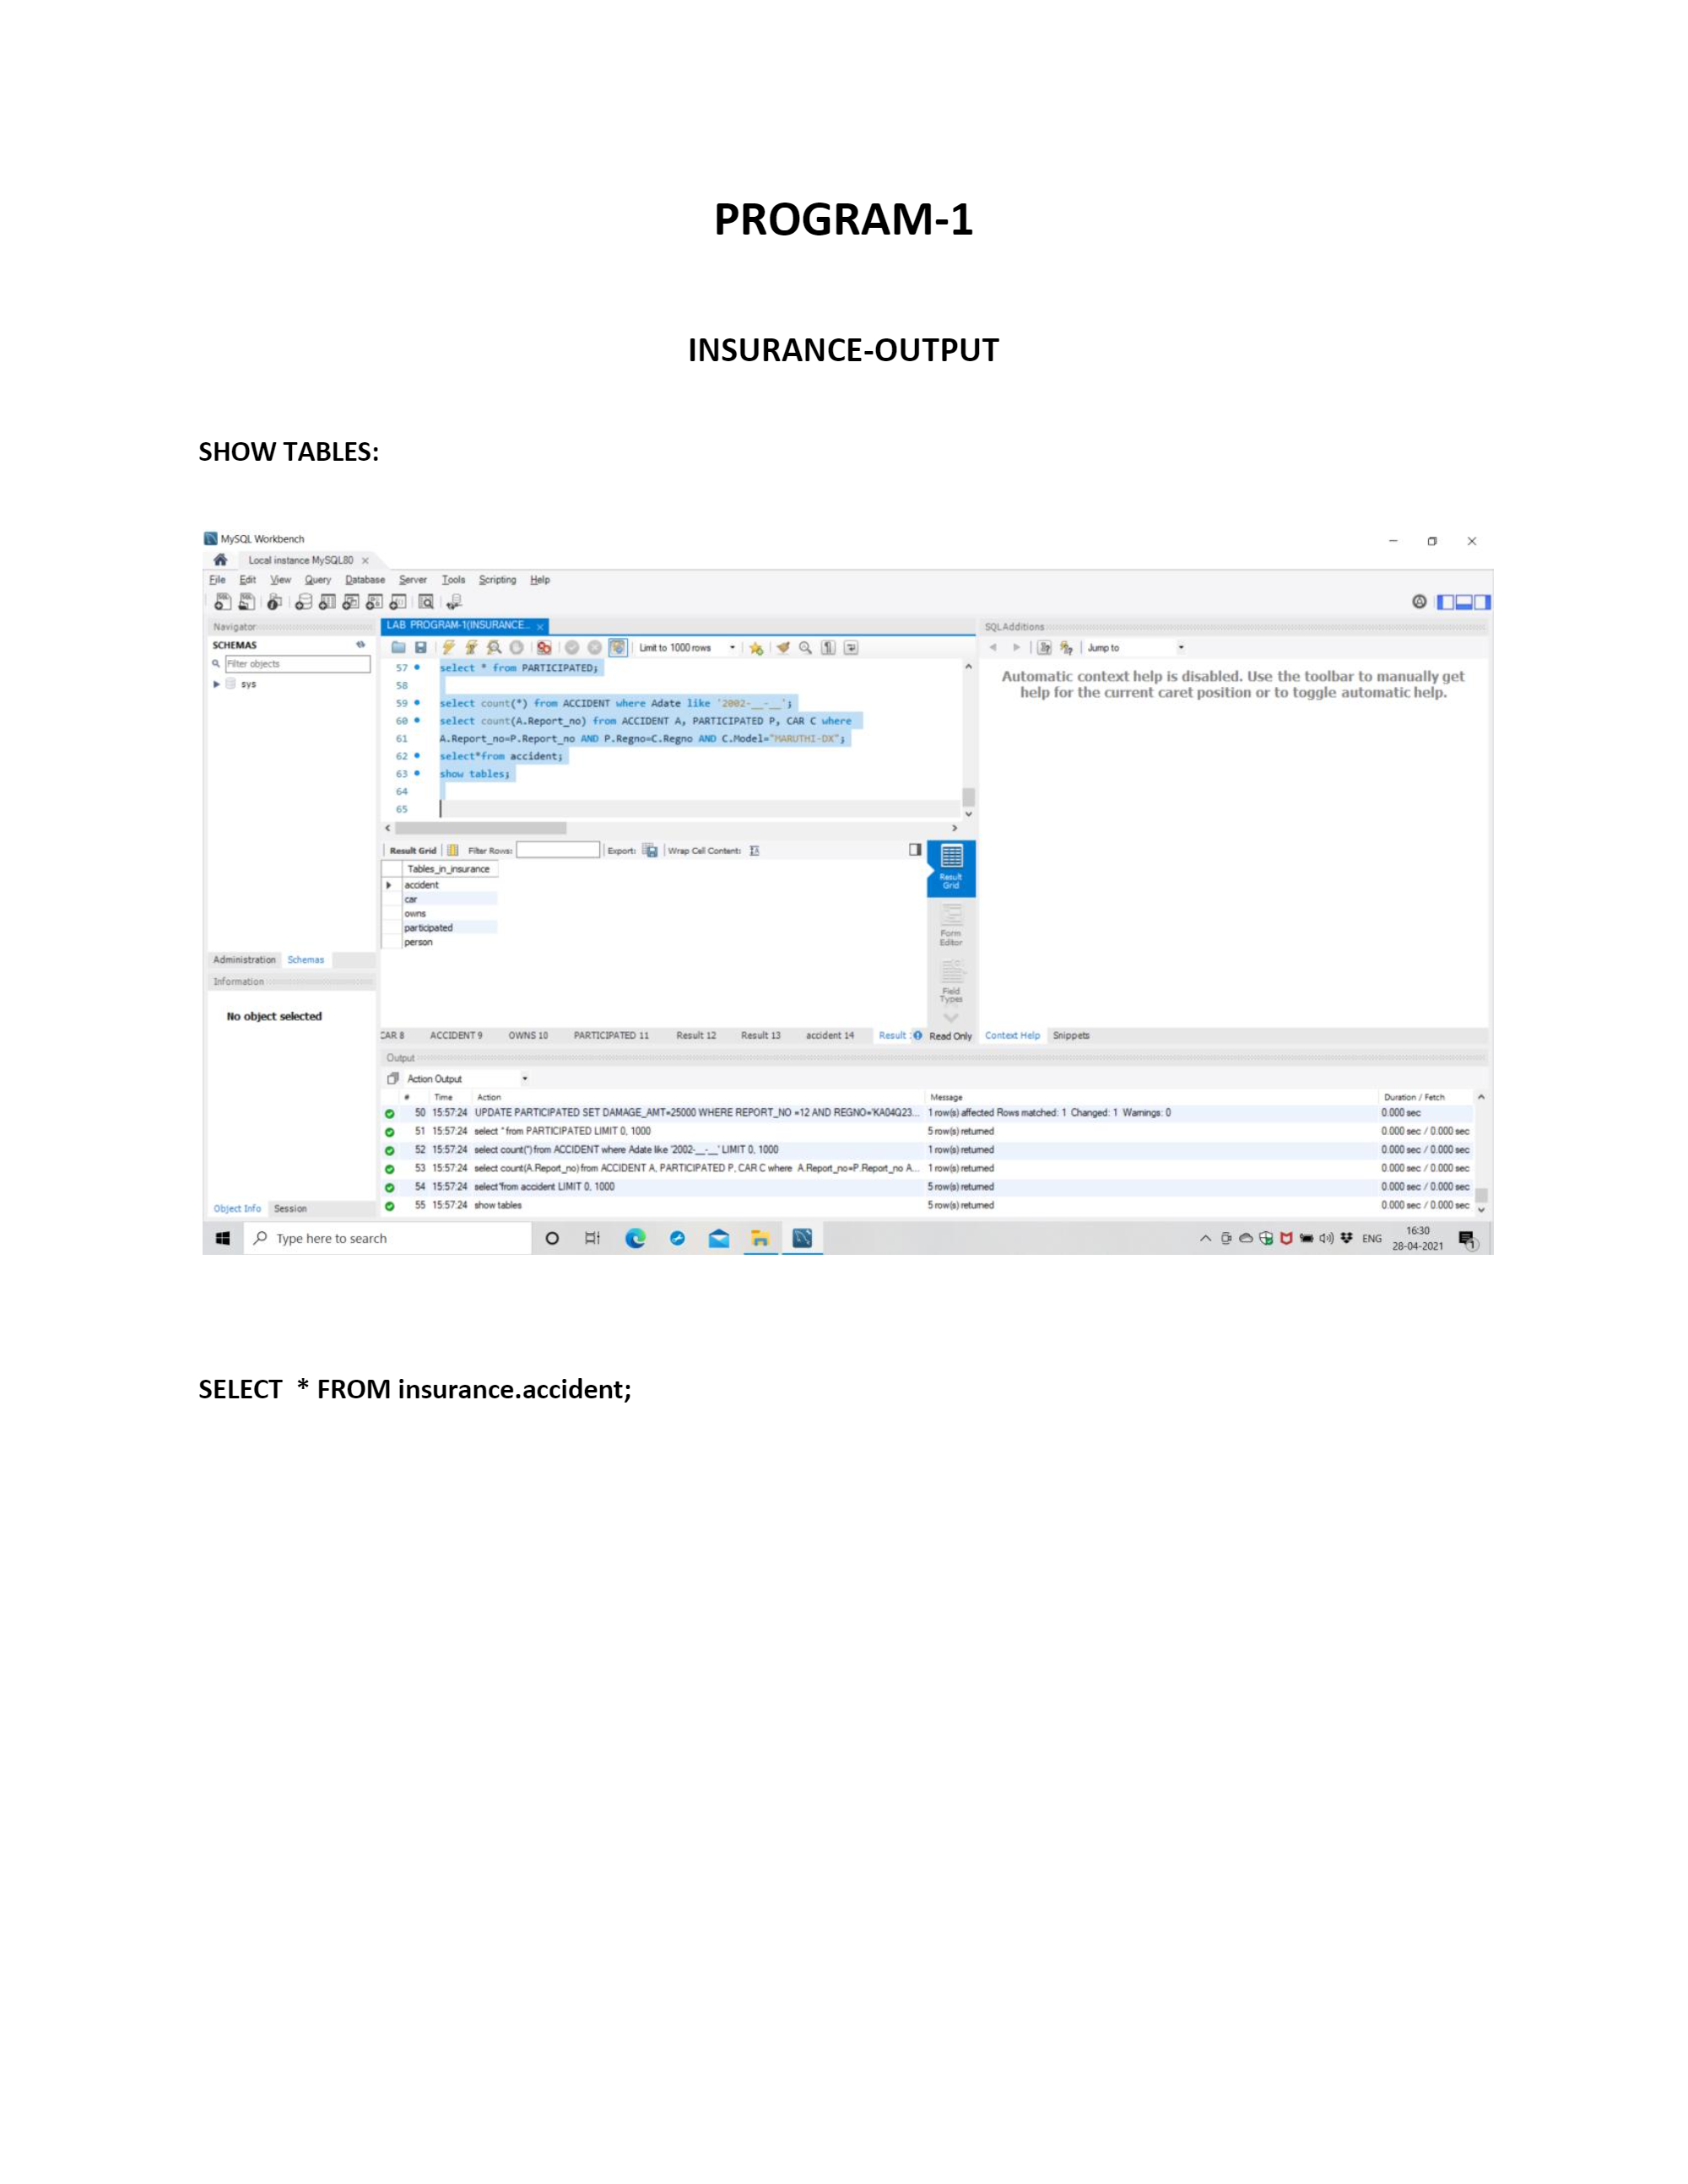 PROGRAM-1
INSURANCE-OUTPUT
SHOW TABLES:
MySQL Workbench
Local instance MySQL80
File Edit View Query Database Server Tools Scripting Help
Navigator
SCHEMAS
Filter objects
sys
Administration Schemas
Information
No object selected
Object Info Session
LAB PROGRAM-1(INSURANCE...
Limit to 1000 rows
57 select * from PARTICIPATED;
58
59 select count(*) from ACCIDENT where Adate like '2002-__-__';
60 select count(A.Report_no) from ACCIDENT A, PARTICIPATED P, CAR C where
61 A.Report_no=P.Report_no AND P.Regno=C.Regno AND C.Model="MARUTHI-DX";
62 select*from accident;
63 show tables;
64
65
Result Grid Filter Rows: Export: Wrap Cell Content:
Tables_in_insurance
accident
car
owns
participated
person
Result Grid
Form Editor
Field Types
CAR 8 ACCIDENT 9 OWNS 10 PARTICIPATED 11 Result 12 Result 13 accident 14 Result Read Only
SQLAdditions
Jump to
Automatic context help is disabled. Use the toolbar to manually get
help for the current caret position or to toggle automatic help.
Context Help Snippets
Output
Action Output
# Time Action Message Duration / Fetch
50 15:57:24 UPDATE PARTICIPATED SET DAMAGE_AMT=25000 WHERE REPORT_NO =12 AND REGNO='KA04Q23... 1 row(s) affected Rows matched: 1 Changed: 1 Warnings: 0 0.000 sec
51 15:57:24 select * from PARTICIPATED LIMIT 0, 1000 5 row(s) returned 0.000 sec / 0.000 sec
52 15:57:24 select count(*) from ACCIDENT where Adate like '2002-__-__' LIMIT 0, 1000 1 row(s) returned 0.000 sec / 0.000 sec
53 15:57:24 select count(A.Report_no) from ACCIDENT A, PARTICIPATED P, CAR C where A.Report_no=P.Report_no A... 1 row(s) returned 0.000 sec / 0.000 sec
54 15:57:24 select*from accident LIMIT 0, 1000 5 row(s) returned 0.000 sec / 0.000 sec
55 15:57:24 show tables 5 row(s) returned 0.000 sec / 0.000 sec
Type here to search
ENG
16:30
28-04-2021
1
SELECT * FROM insurance.accident;